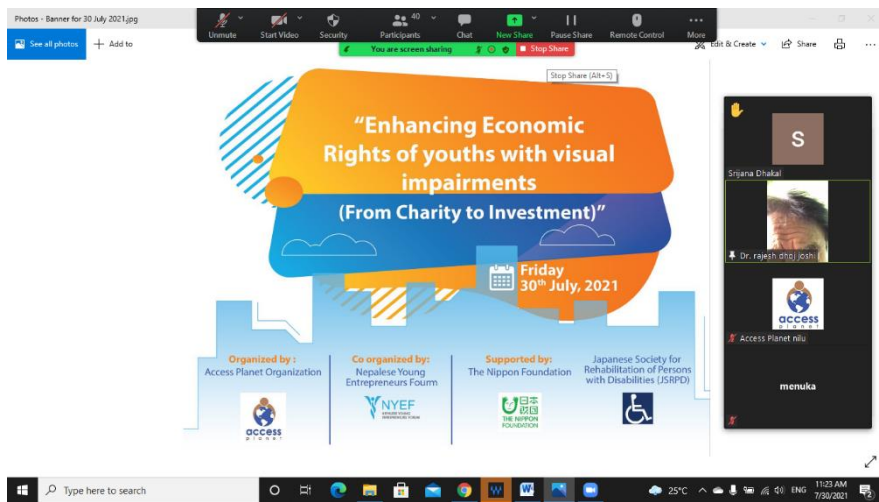 Photos - Banner for 30 July 2021.jpg
40
Unmute
Start Video
Security
Participants
Chat
New Share
Pause Share
Remote Control
More
You are screen sharing
Stop Share
See all photos
Add to
Edit & Create
Share
Stop Share (Alt+S)
“Enhancing Economic
Rights of youths with visual
impairments
(From Charity to Investment)”
Friday
30th July, 2021
Organized by :
Access Planet Organization
access
planet
Co organized by:
Nepalese Young
Entrepreneurs Fourm
NYEF
Supported by:
The Nippon Foundation
日本
財団
THE NIPPON
FOUNDATION
Japanese Society for
Rehabilitation of Persons
with Disabilities (JSRPD)
S
Srijana Dhakal
Dr. rajesh dhoj joshi
access
planet
Access Planet nilu
menuka
Type here to search
25°C
ENG
11:23 AM
7/30/2021